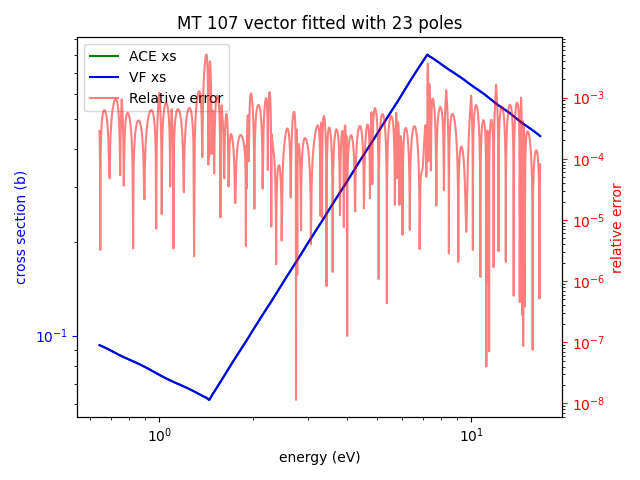 MT 107 vector fitted with 23 poles
ACE xs
VF xs
Relative error
cross section (b)
10⁻¹
10⁻³
10⁻⁴
10⁻⁵
10⁻⁶
10⁻⁷
10⁻⁸
relative error
10⁰
10¹
energy (eV)